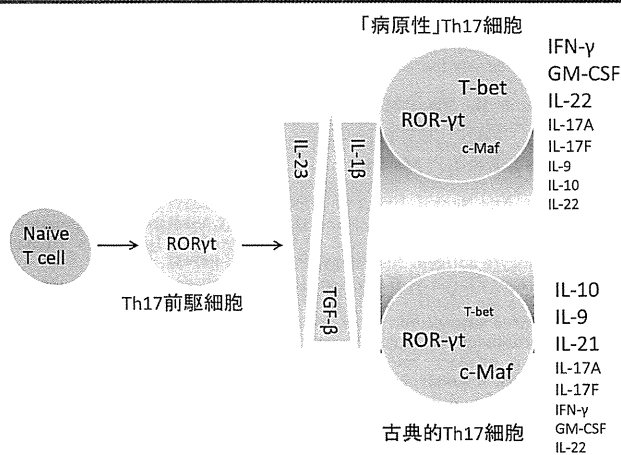 「病原性」Th17細胞
IFN-γ
GM-CSF
IL-22
IL-17A
IL-17F
IL-9
IL-10
IL-22
T-bet
ROR-γt
c-Maf
IL-23
IL-1β
TGF-β
Naïve
T cell
RORγt
Th17前駆細胞
T-bet
ROR-γt
c-Maf
IL-10
IL-9
IL-21
IL-17A
IL-17F
IFN-γ
GM-CSF
IL-22
古典的Th17細胞